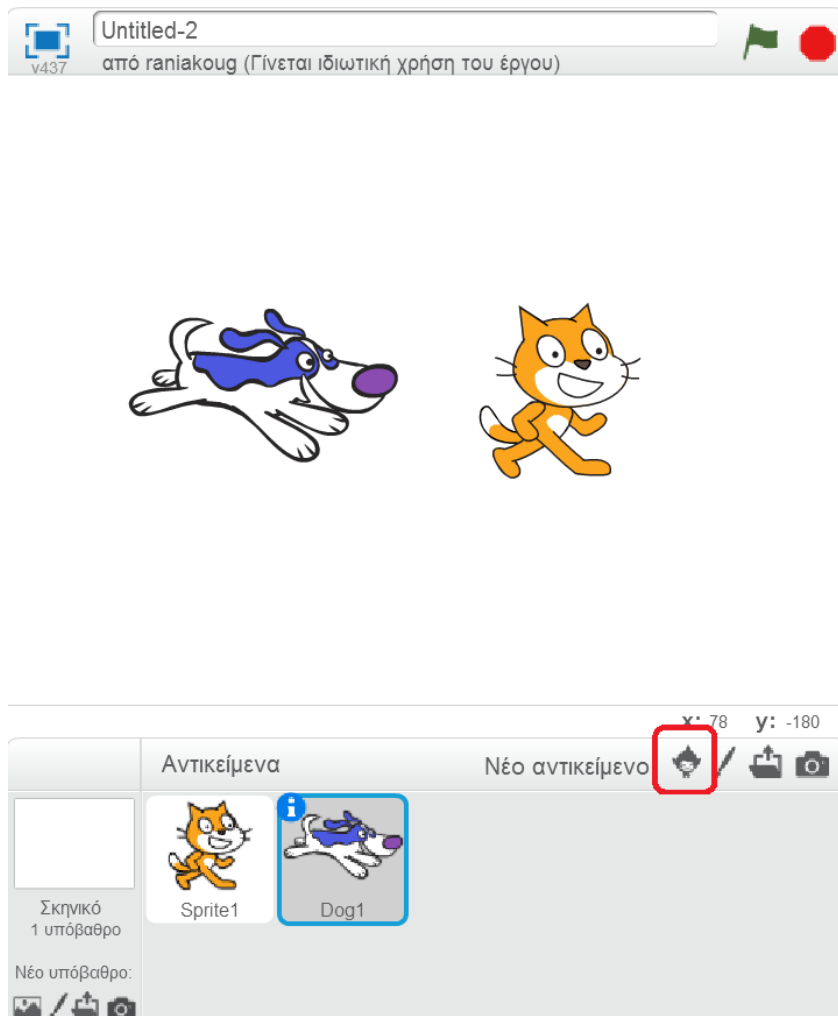 Untitled-2
v437
από raniakoug (Γίνεται ιδιωτική χρήση του έργου)
x: 78 y: -180
Αντικείμενα
Νέο αντικείμενο
Sprite1
Dog1
Σκηνικό
1 υπόβαθρο
Νέο υπόβαθρο: